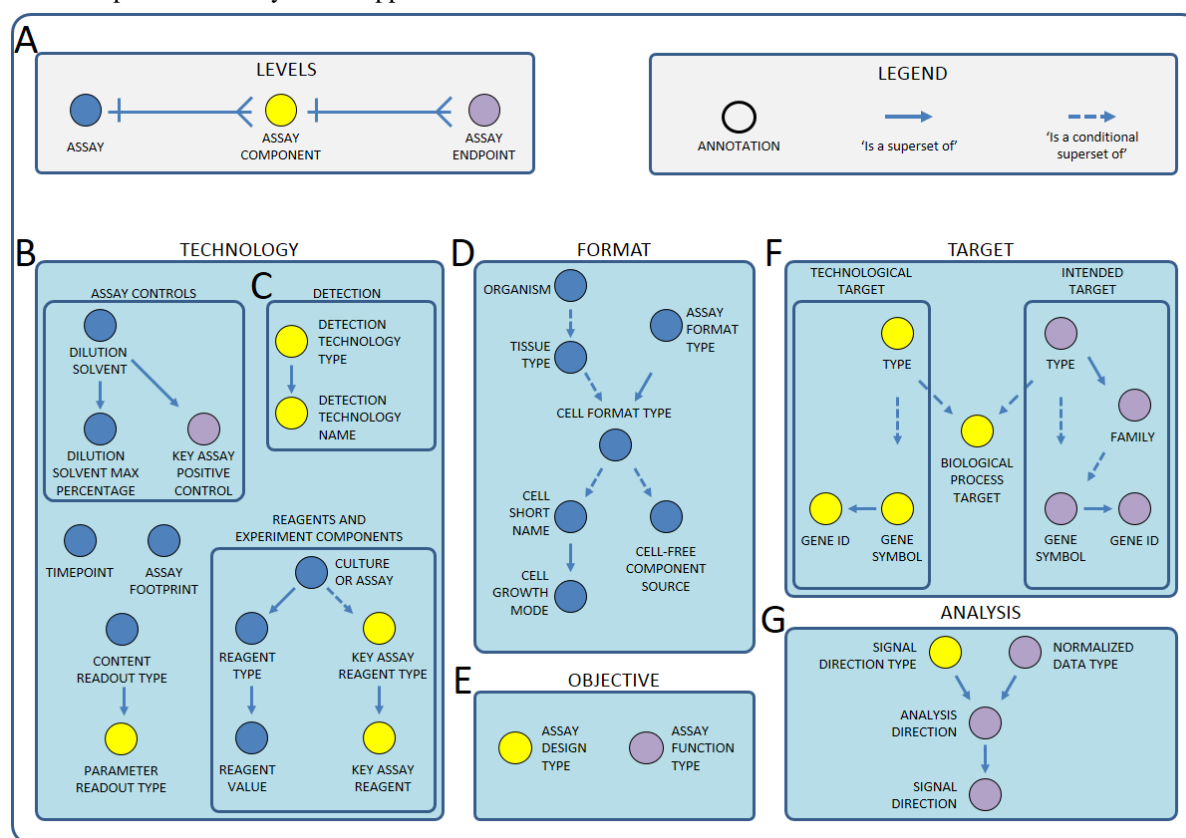 A
LEVELS
ASSAY
ASSAY
COMPONENT
ASSAY
ENDPOINT
LEGEND
ANNOTATION
'Is a superset of'
'Is a conditional
superset of'
B
TECHNOLOGY
ASSAY CONTROLS
DILUTION
SOLVENT
DILUTION
SOLVENT MAX
PERCENTAGE
KEY ASSAY
POSITIVE
CONTROL
C
DETECTION
DETECTION
TECHNOLOGY
TYPE
DETECTION
TECHNOLOGY
NAME
TIMEPOINT
ASSAY
FOOTPRINT
CONTENT
READOUT TYPE
PARAMETER
READOUT TYPE
REAGENTS AND
EXPERIMENT COMPONENTS
CULTURE
OR ASSAY
REAGENT
TYPE
KEY ASSAY
REAGENT TYPE
REAGENT
VALUE
KEY ASSAY
REAGENT
D
FORMAT
ORGANISM
ASSAY
FORMAT
TYPE
TISSUE
TYPE
CELL FORMAT TYPE
CELL
SHORT
NAME
CELL-FREE
COMPONENT
SOURCE
CELL
GROWTH
MODE
E
OBJECTIVE
ASSAY
DESIGN
TYPE
ASSAY
FUNCTION
TYPE
F
TARGET
TECHNOLOGICAL
TARGET
INTENDED
TARGET
TYPE
TYPE
FAMILY
BIOLOGICAL
PROCESS
TARGET
GENE ID
GENE
SYMBOL
GENE
SYMBOL
GENE ID
G
ANALYSIS
SIGNAL
DIRECTION TYPE
NORMALIZED
DATA TYPE
ANALYSIS
DIRECTION
SIGNAL
DIRECTION